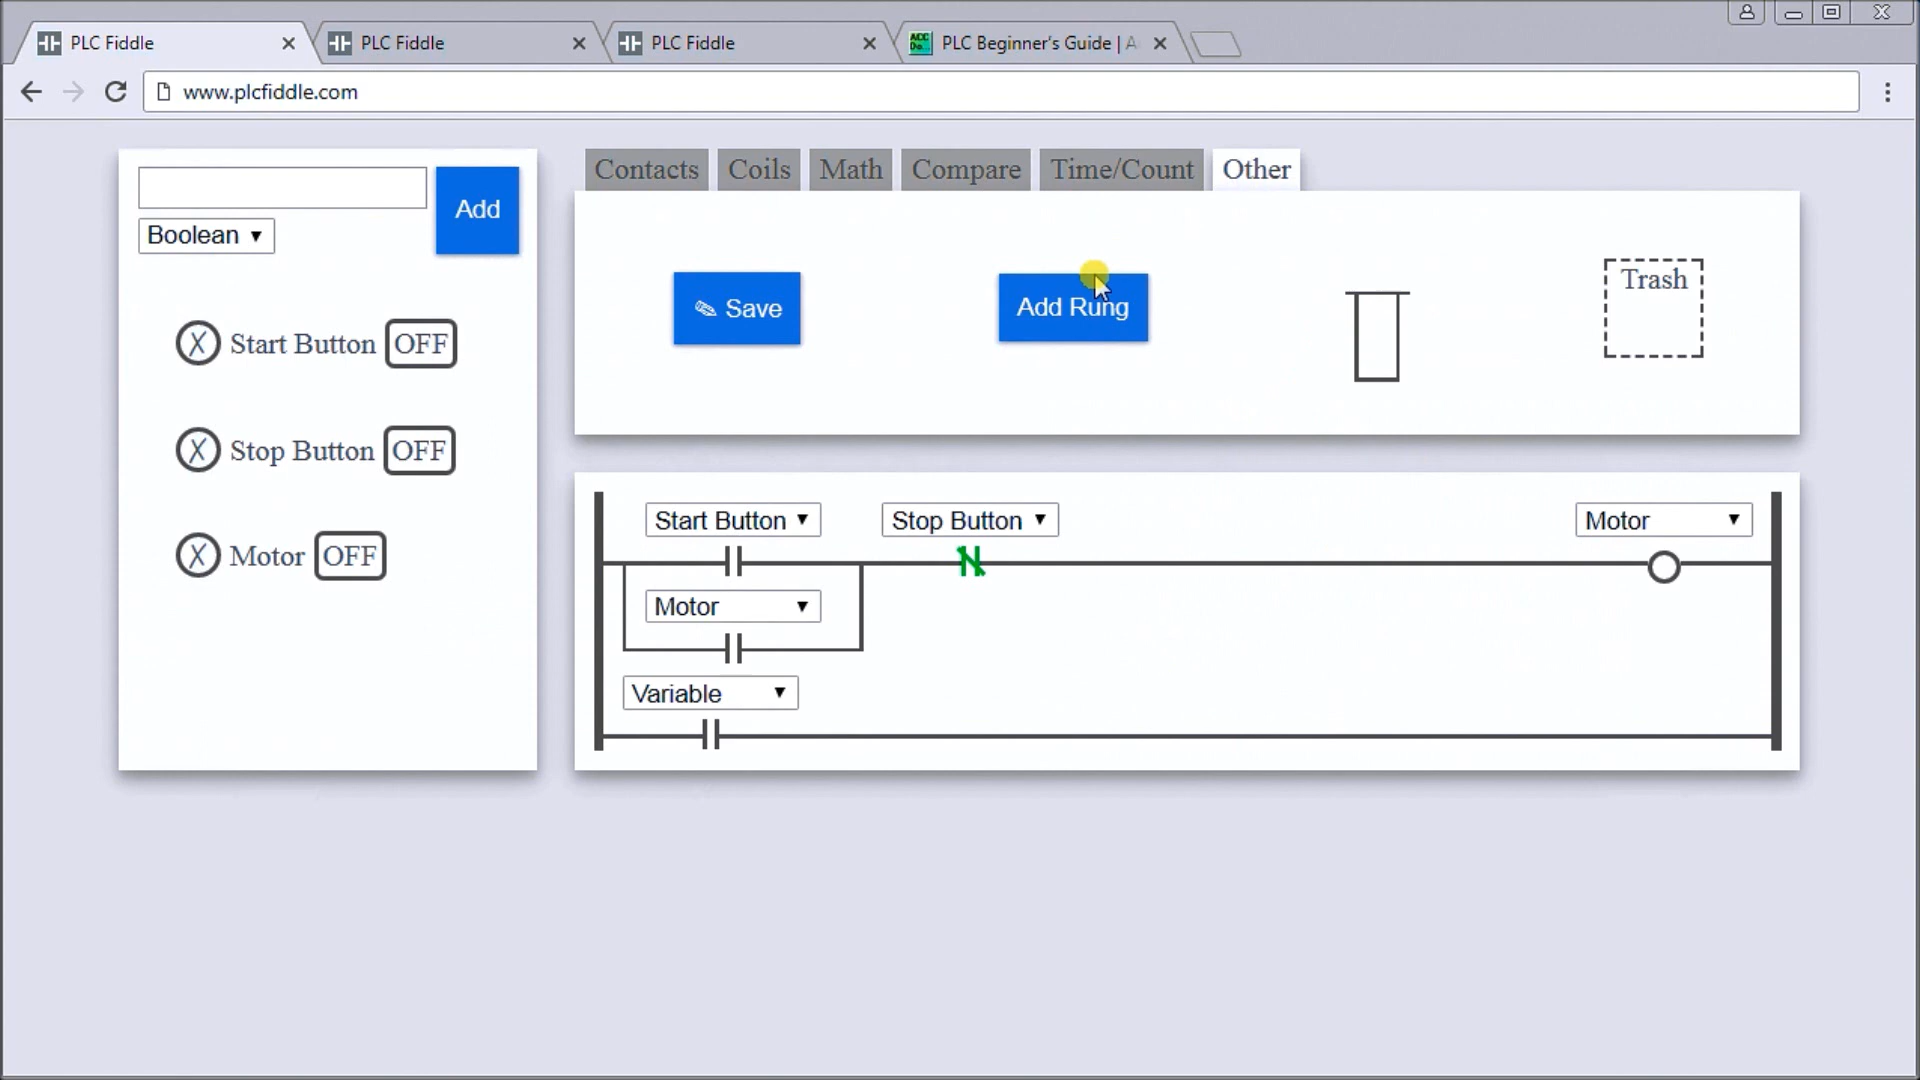 PLC Fiddle
PLC Fiddle
PLC Fiddle
PLC Beginner's Guide | A
www.plcfiddle.com
Add
Boolean
Start Button OFF
Stop Button OFF
Motor OFF
Contacts Coils Math Compare Time/Count Other
Save
Add Rung
Trash
Start Button
Stop Button
Motor
Motor
Variable